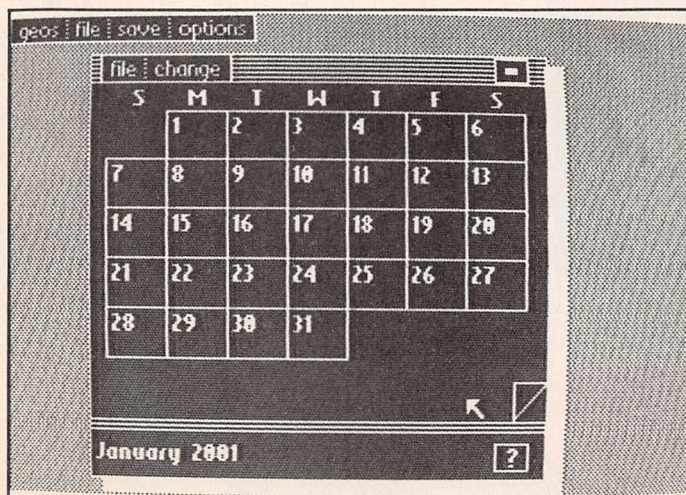 geos file save options
file change
S M T W T F S
1 2 3 4 5 6
7 8 9 10 11 12 13
14 15 16 17 18 19 20
21 22 23 24 25 26 27
28 29 30 31
January 2001
?